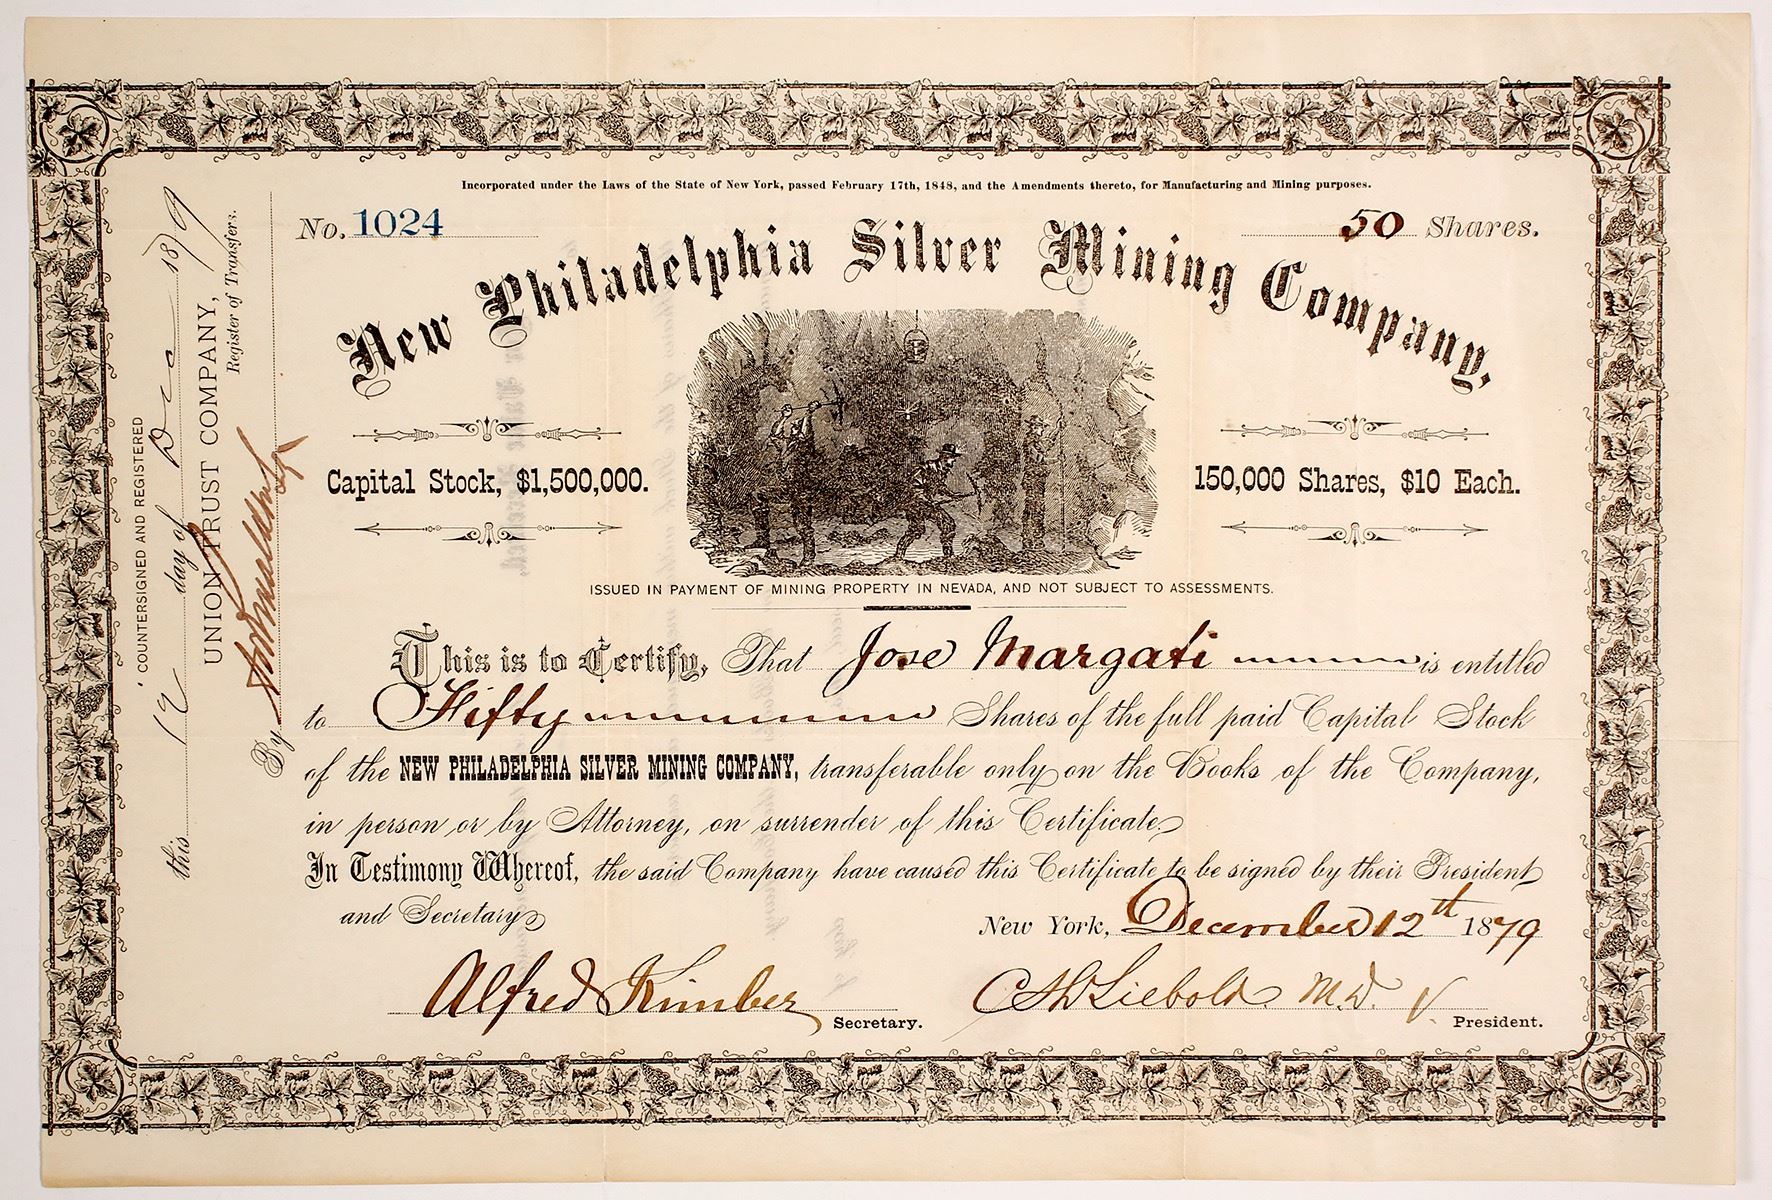 Incorporated under the Laws of the State of New York, passed February 17th, 1848, and the Amendments thereto, for Manufacturing and Mining purposes.
No. 1024
50 Shares.
New Philadelphia Silver Mining Company.
Capital Stock, $1,500,000.
150,000 Shares, $10 Each.
ISSUED IN PAYMENT OF MINING PROPERTY IN NEVADA, AND NOT SUBJECT TO ASSESSMENTS.
This is to Certify, That Jose Margati is entitled
to Fifty Shares of the full paid Capital Stock
of the NEW PHILADELPHIA SILVER MINING COMPANY, transferable only on the Books of the Company,
in person or by Attorney, on surrender of this Certificate.
In Testimony Whereof, the said Company have caused this Certificate to be signed by their President
and Secretary
New York, December 12th 1879
Alfred Kimber Secretary.
Liebold M.D. President.
COUNTERSIGNED AND REGISTERED
this 12 day of Dec 1879
UNION TRUST COMPANY,
Register of Transfers.
By